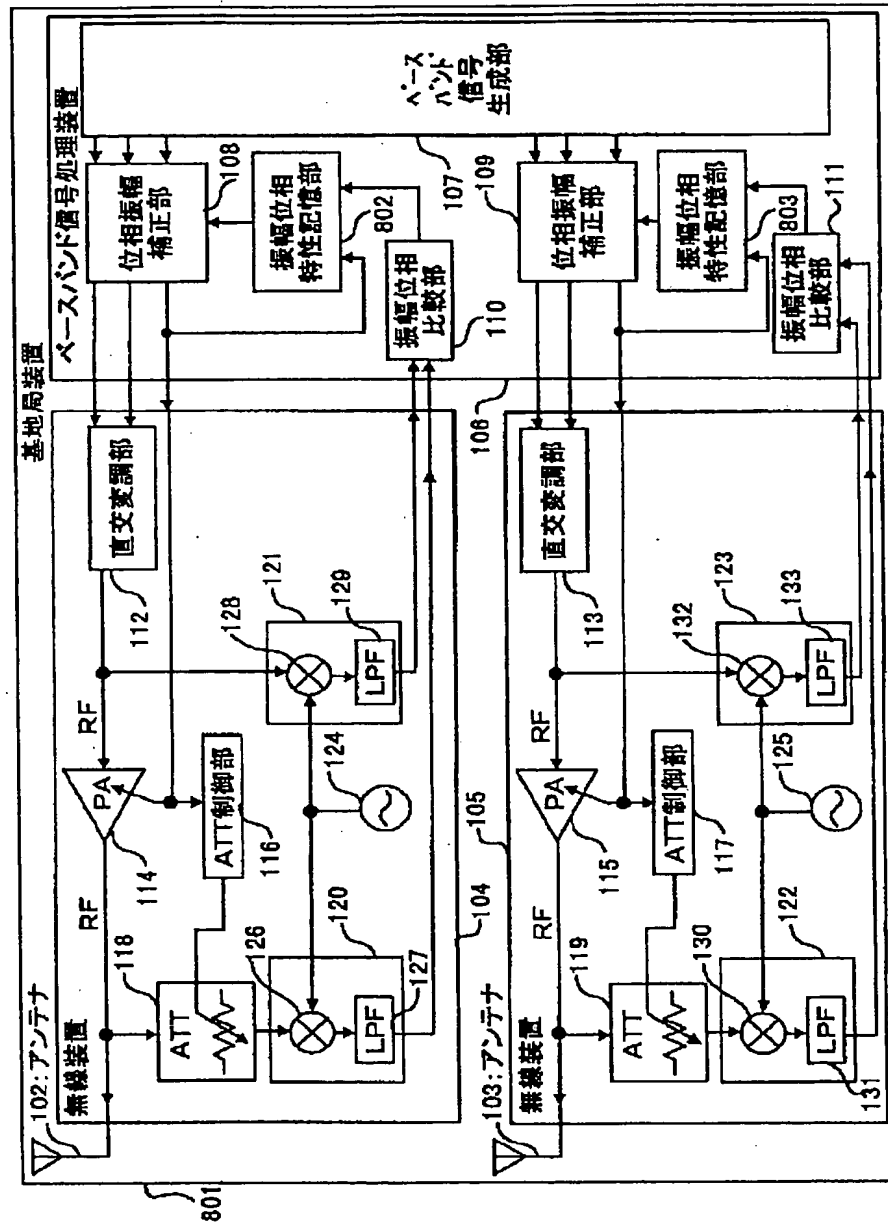 基地局装置
801
102:アンテナ
無線装置
RF
PA
RF
114
112
直交変調部
118
ATT
ATT制御部
116
126
120
LPF
127
128
121
129
LPF
124
104
103:アンテナ
無線装置
RF
PA
RF
115
113
直交変調部
119
ATT
ATT制御部
117
130
122
LPF
131
132
123
133
LPF
125
105
106
ベースバンド信号処理装置
位相振幅
補正部
108
振幅位相
特性記憶部
802
振幅位相
比較部
110
107
位相振幅
補正部
109
振幅位相
特性記憶部
803
振幅位相
比較部
111
ベース
バンド
信号
生成部